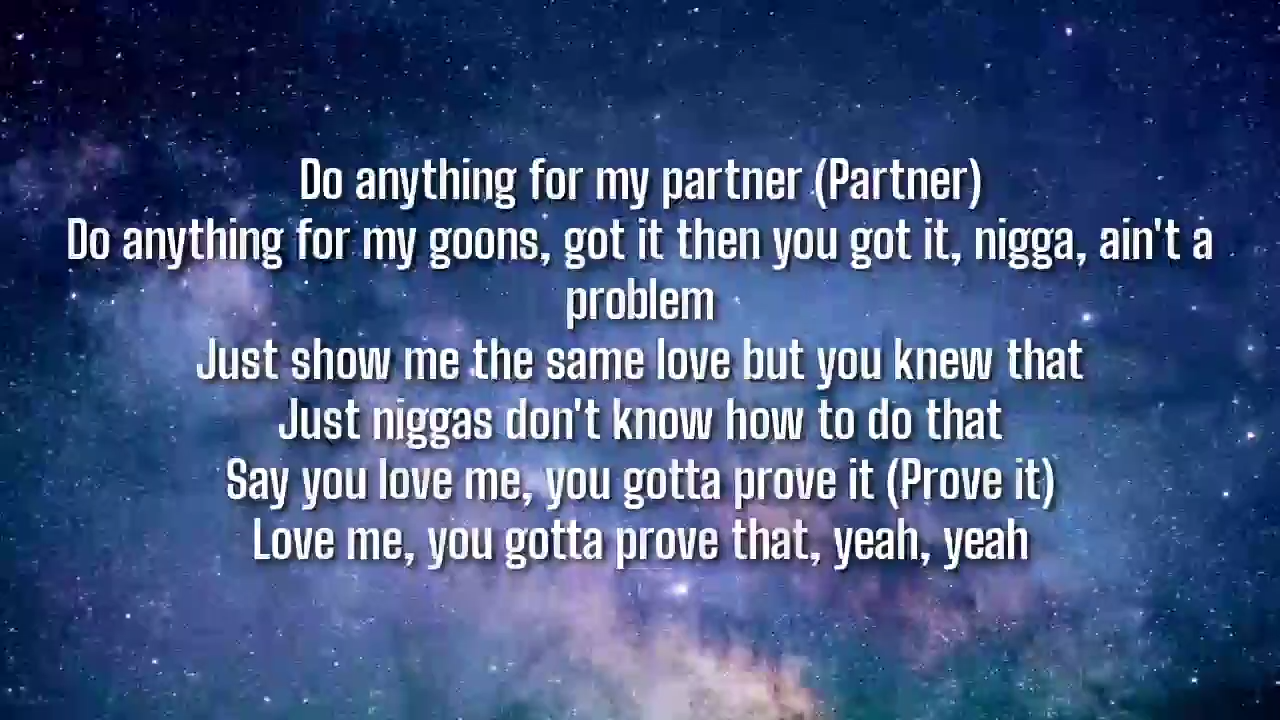 Do anything for my partner (Partner)
Do anything for my goons, got it then you got it, nigga, ain't a
problem
Just show me the same love but you knew that
Just niggas don't know how to do that
Say you love me, you gotta prove it (Prove it)
Love me, you gotta prove that, yeah, yeah